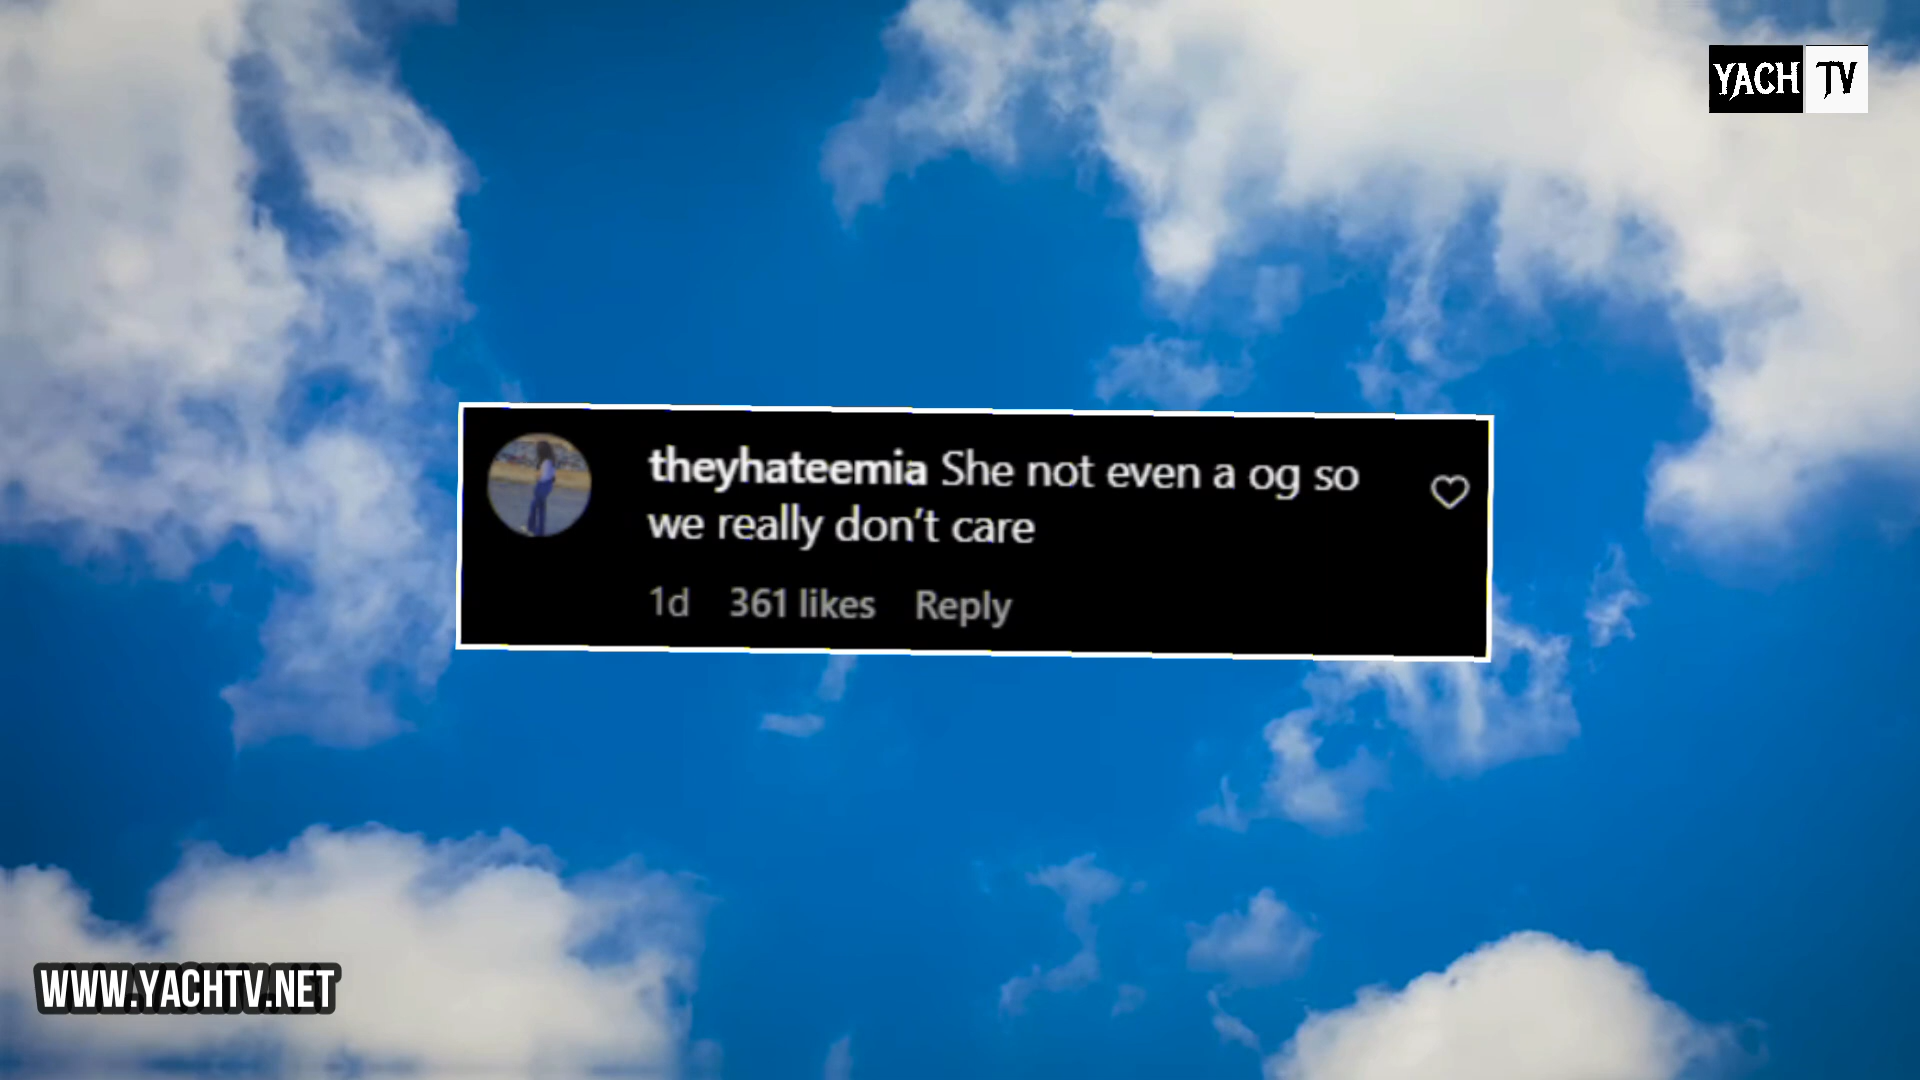 YACH TV
theyhateemia She not even a og so
we really don't care
1d 361 likes Reply
WWW.YACHTV.NET